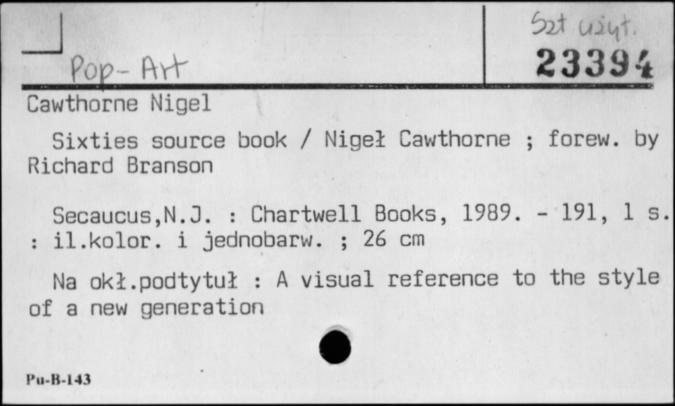 Szt użyt.
Pop-Art
23394
Cawthorne Nigel
Sixties source book / Nigeł Cawthorne ; forew. by
Richard Branson
Secaucus,N.J. : Chartwell Books, 1989. - 191, 1 s.
: il.kolor. i jednobarw. ; 26 cm
Na okł.podtytuł : A visual reference to the style
of a new generation
Pu-B-143